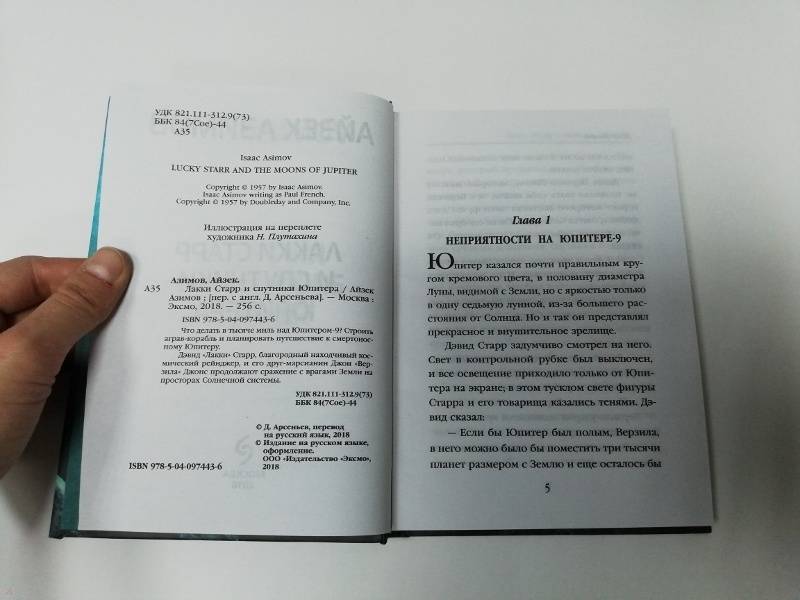 УДК 821.111-312.9(73)
ББК 84(7Сое)-44
А35
Isaac Asimov
LUCKY STARR AND THE MOONS OF JUPITER
Copyright © 1957 by Isaac Asimov.
Isaac Asimov writing as Paul French.
Copyright © 1957 by Doubleday and Company, Inc.
Иллюстрация на переплете
художника Н. Плутахина
Азимов, Айзек.
А35 Лакки Старр и спутники Юпитера / Айзек
Азимов ; [пер. с англ. Д. Арсеньева]. — Москва :
Эксмо, 2018. — 256 с.
ISBN 978-5-04-097443-6
Что делать в тысяче миль над Юпитером-9? Строить
аграв-корабль и планировать путешествие к смертонос-
ному Юпитеру.
Дэвид «Лакки» Старр, благородный находчивый кос-
мический рейнджер, и его друг-марсианин Джон «Вер-
зила» Джонс продолжают сражение с врагами Земли на
просторах Солнечной системы.
УДК 821.111-312.9(73)
ББК 84(7Сое)-44
© Д. Арсеньев, перевод
на русский язык, 2018
© Издание на русском языке,
оформление.
ООО «Издательство «Эксмо»,
2018
ISBN 978-5-04-097443-6
Глава 1
НЕПРИЯТНОСТИ НА ЮПИТЕРЕ-9
Юпитер казался почти правильным кру-
гом кремового цвета, в половину диаметра
Луны, видимой с Земли, но с яркостью только
в одну седьмую лунной, из-за большего рас-
стояния от Солнца. Но и так он представлял
прекрасное и внушительное зрелище.
Дэвид Старр задумчиво смотрел на него.
Свет в контрольной рубке был выключен,
и все освещение приходило только от Юпи-
тера на экране; в этом тусклом свете фигуры
Старра и его товарища казались тенями. Дэ-
вид сказал:
— Если бы Юпитер был полым, Верзила,
в него можно было бы поместить три тысячи
планет размером с Землю и еще осталось бы
5